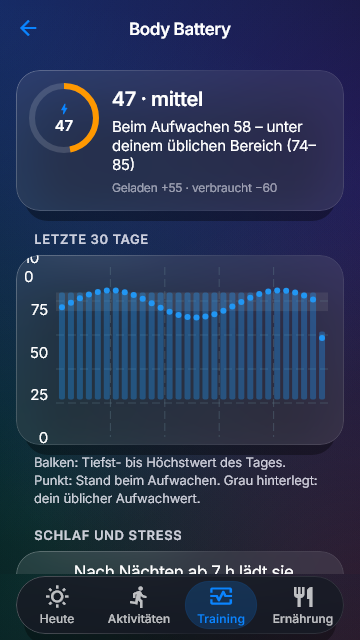 Body Battery
47
47 · mittel
Beim Aufwachen 58 – unter
deinem üblichen Bereich (74–
85)
Geladen +55 · verbraucht −60
LETZTE 30 TAGE
10
0
75
50
25
0
Balken: Tiefst- bis Höchstwert des Tages.
Punkt: Stand beim Aufwachen. Grau hinterlegt:
dein üblicher Aufwachwert.
SCHLAF UND STRESS
Nach Nächten ab 7 h lädt sie
Heute
Aktivitäten
Training
Ernährung